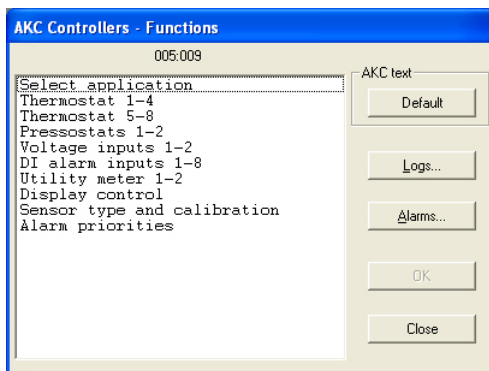 AKC Controllers - Functions
005:009
Select application
Thermostat 1-4
Thermostat 5-8
Pressostats 1-2
Voltage inputs 1-2
DI alarm inputs 1-8
Utility meter 1-2
Display control
Sensor type and calibration
Alarm priorities
AKC text
Default
Logs...
Alarms...
OK
Close